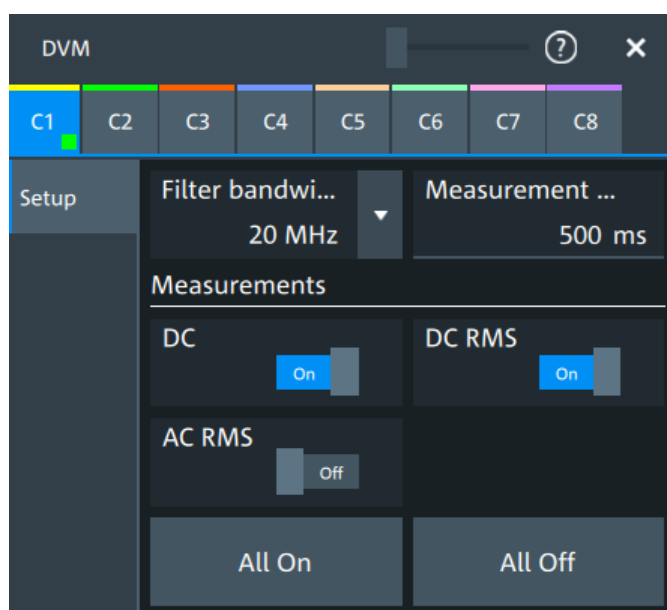 DVM ? ×
C1 C2 C3 C4 C5 C6 C7 C8
Setup
Filter bandwi... Measurement ...
20 MHz 500 ms
Measurements
DC DC RMS
On On
AC RMS
Off
All On All Off